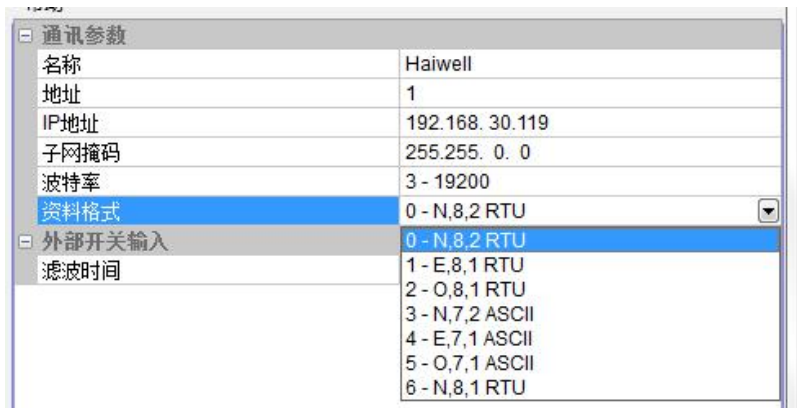 通讯参数
名称 Haiwell
地址 1
IP地址 192.168. 30.119
子网掩码 255.255. 0. 0
波特率 3 - 19200
资料格式 0 - N,8,2 RTU
外部开关输入 0 - N,8,2 RTU
滤波时间 1 - E,8,1 RTU
2 - O,8,1 RTU
3 - N,7,2 ASCII
4 - E,7,1 ASCII
5 - O,7,1 ASCII
6 - N,8,1 RTU